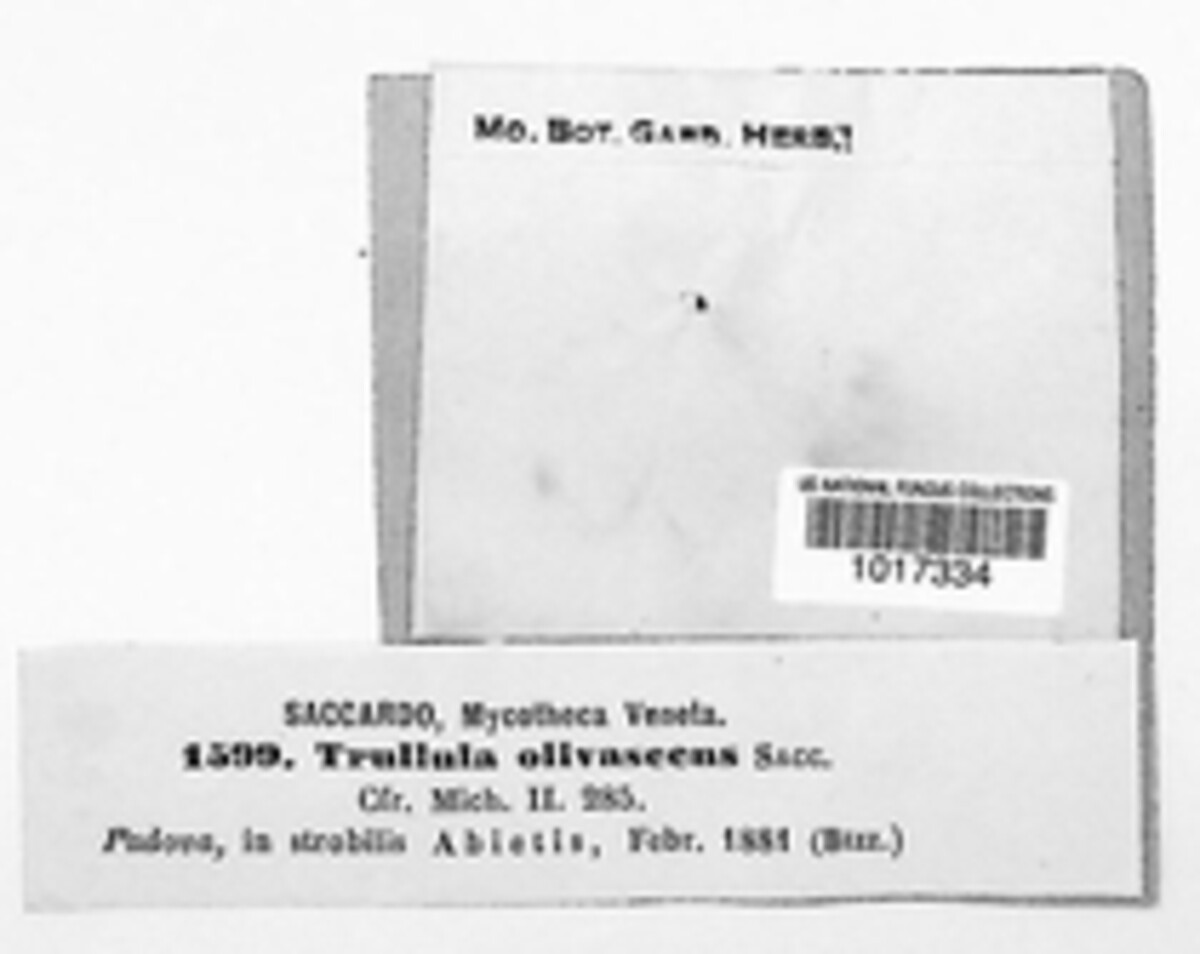 Mo. Bot. Gard. Herb.
US NATIONAL FUNGUS COLLECTIONS
1017334
SACCARDO, Mycotheca Veneta.
1599. Trullula olivascens Sacc.
Cfr. Mich. II. 285.
Padova, in strobilis Abietis, Febr. 1881